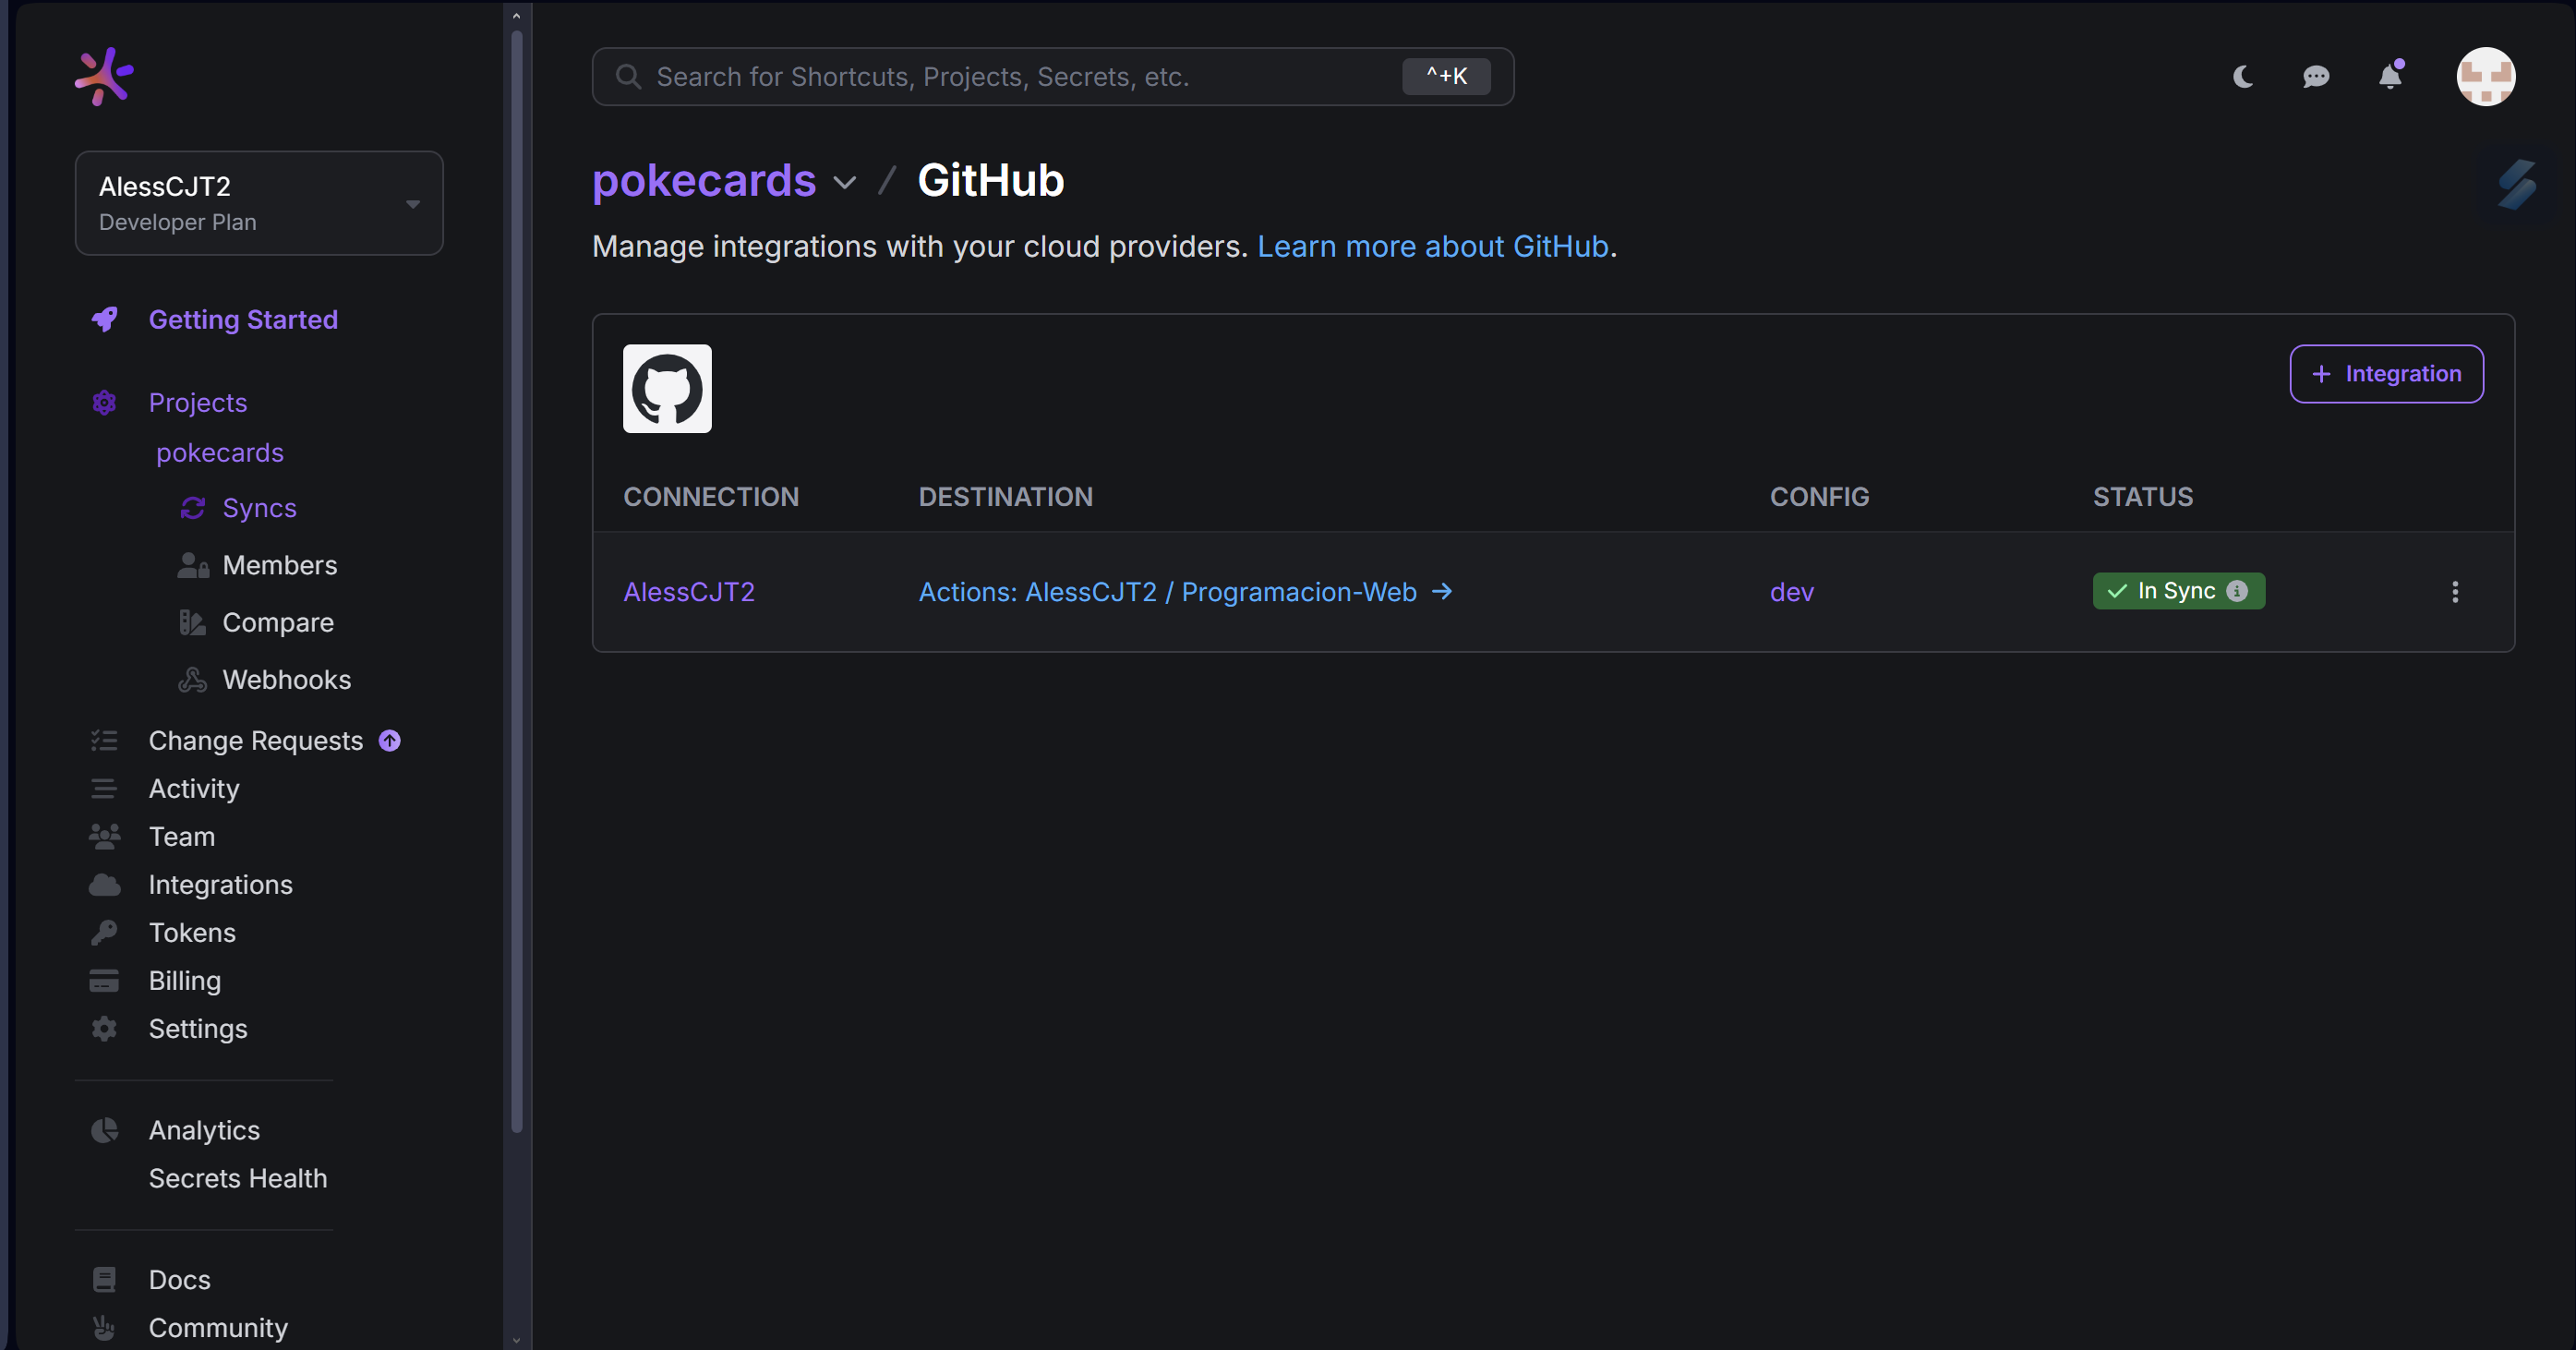 AlessCJT2
Developer Plan
Getting Started
Projects
pokecards
Syncs
Members
Compare
Webhooks
Change Requests
Activity
Team
Integrations
Tokens
Billing
Settings
Analytics
Secrets Health
Docs
Community
Search for Shortcuts, Projects, Secrets, etc. ^+K
pokecards / GitHub
Manage integrations with your cloud providers. Learn more about GitHub.
+ Integration
CONNECTION DESTINATION CONFIG STATUS
AlessCJT2 Actions: AlessCJT2 / Programacion-Web → dev In Sync